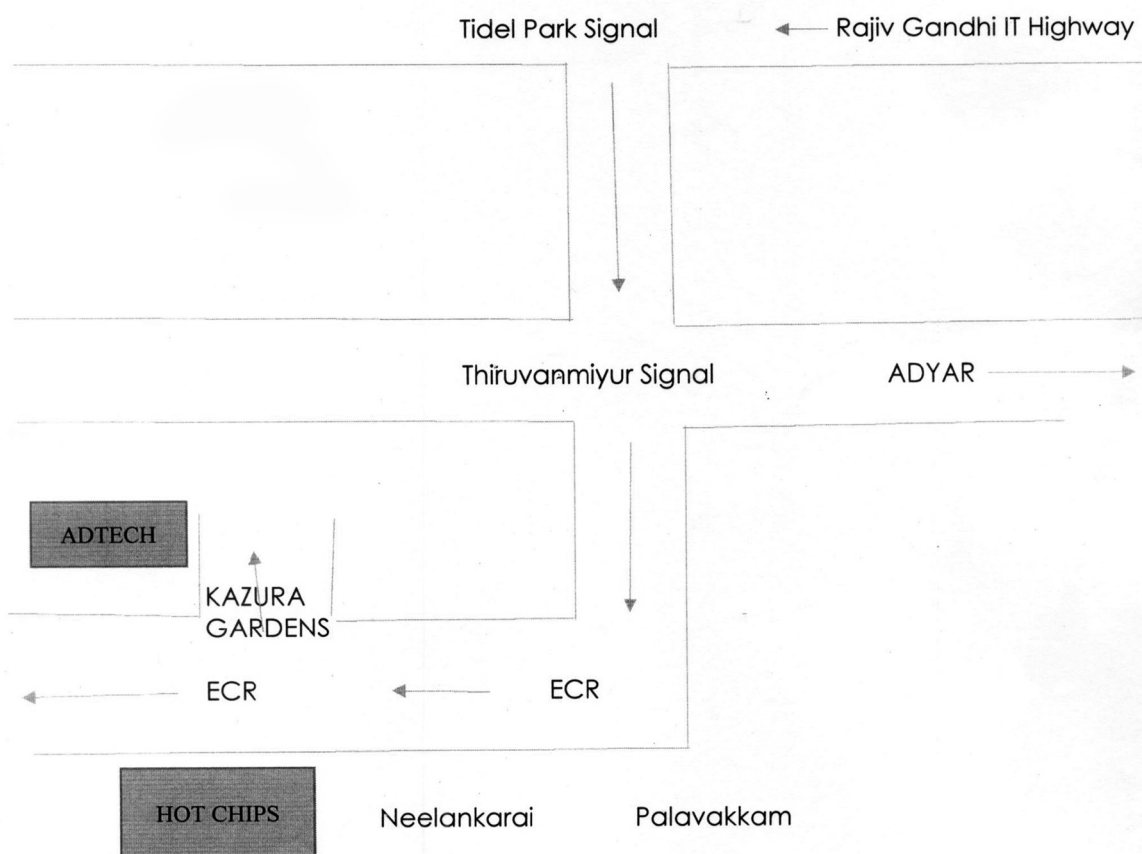 Tidel Park Signal
Rajiv Gandhi IT Highway
Thiruvanmiyur Signal
ADYAR
ADTECH
KAZURA
GARDENS
ECR
ECR
HOT CHIPS
Neelankarai
Palavakkam